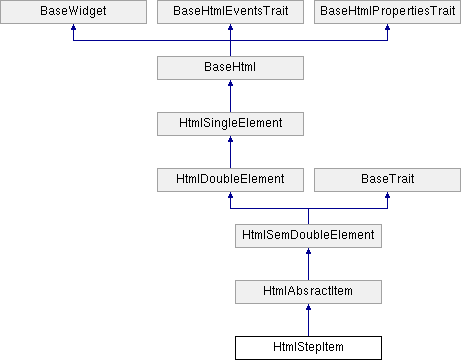 BaseWidget BaseHtmlEventsTrait BaseHtmlPropertiesTrait
BaseHtml
HtmlSingleElement
HtmlDoubleElement BaseTrait
HtmlSemDoubleElement
HtmlAbsractItem
HtmlStepItem